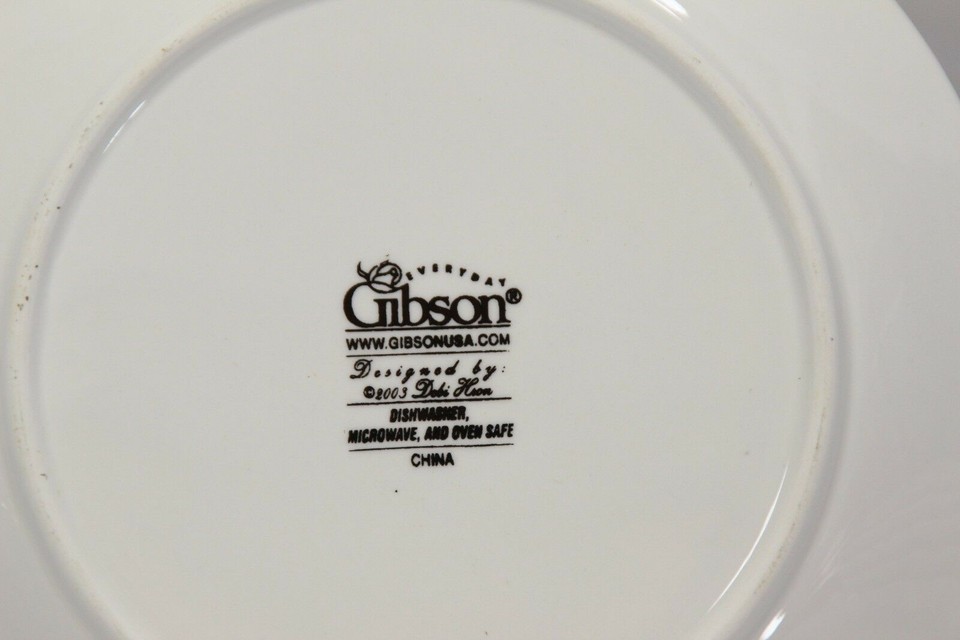 EVERYDAY
Gibson®
WWW.GIBSONUSA.COM
Designed by:
©2003 Debi Hron
DISHWASHER,
MICROWAVE, AND OVEN SAFE
CHINA